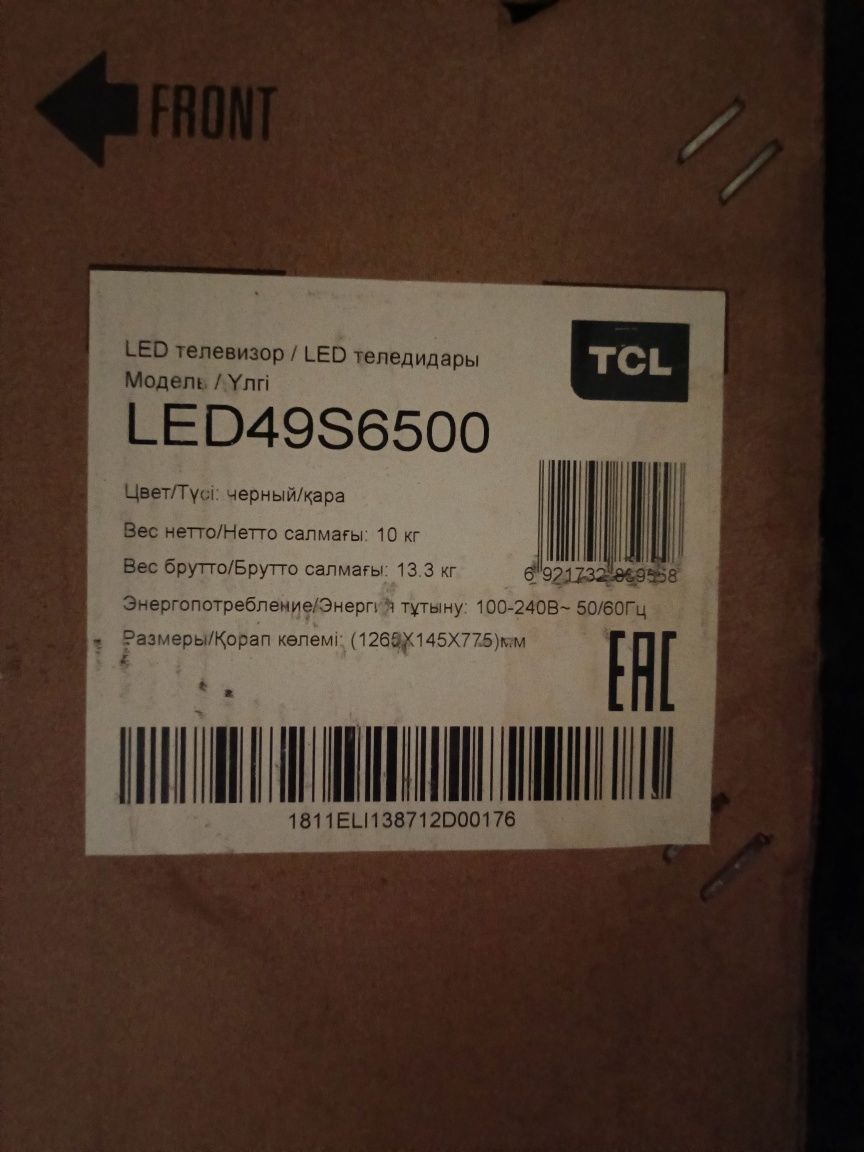 FRONT
LED телевизор / LED теледидары
TCL
Модель / Үлгі
LED49S6500
Цвет/Түсі: черный/қара
Вес нетто/Нетто салмағы: 10 кг
Вес брутто/Брутто салмағы: 13.3 кг
6 921732
Энергопотребление/Энергия тұтыну: 100-240В~ 50/60Гц
Размеры/Қорап көлемі: (1265X145X775)мм
EAC
1811ELI138712D00176